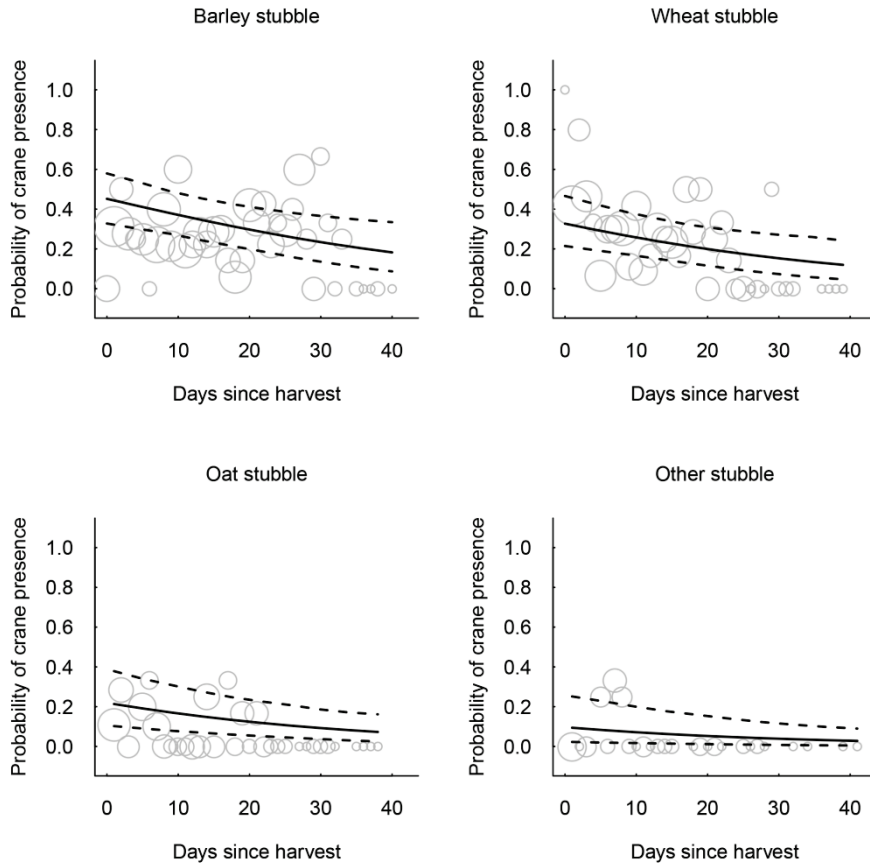 Barley stubble
Probability of crane presence
1.0
0.8
0.6
0.4
0.2
0.0
0 10 20 30 40
Days since harvest
Wheat stubble
Probability of crane presence
1.0
0.8
0.6
0.4
0.2
0.0
0 10 20 30 40
Days since harvest
Oat stubble
Probability of crane presence
1.0
0.8
0.6
0.4
0.2
0.0
0 10 20 30 40
Days since harvest
Other stubble
Probability of crane presence
1.0
0.8
0.6
0.4
0.2
0.0
0 10 20 30 40
Days since harvest